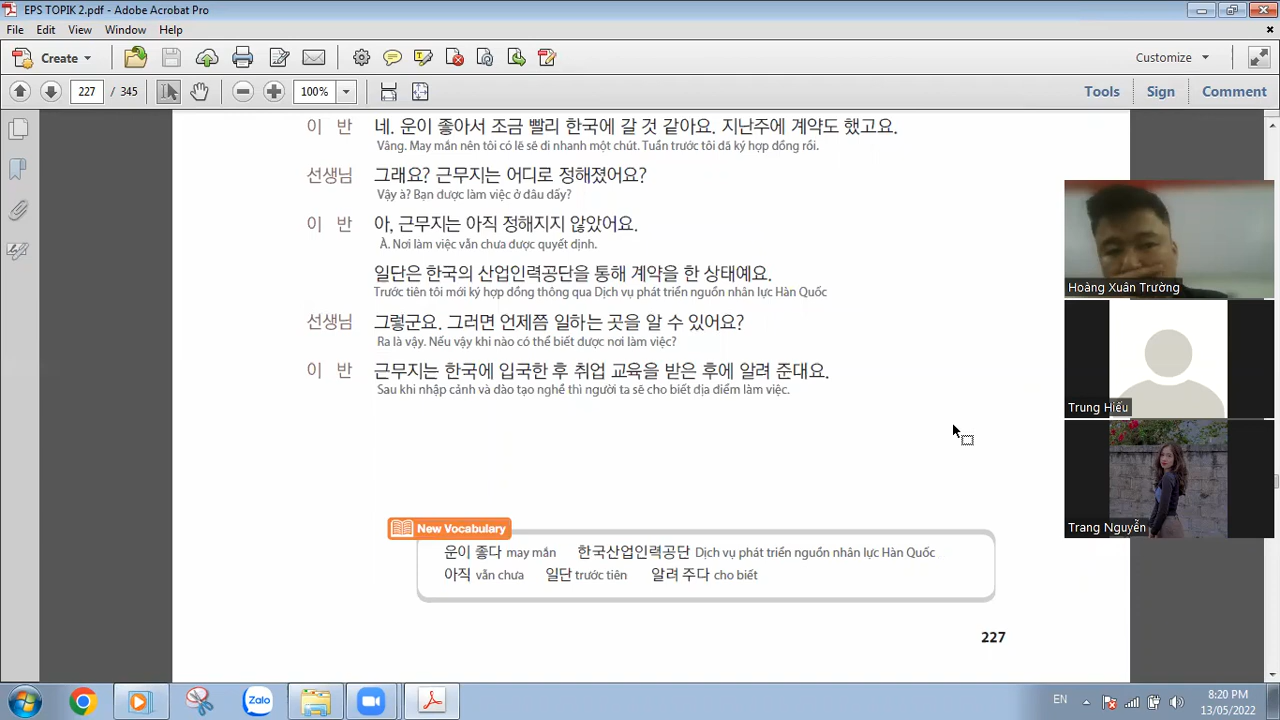 EPS TOPIK 2.pdf - Adobe Acrobat Pro
File Edit View Window Help
Create Customize
227 / 345 100% Tools Sign Comment
이 반 네. 운이 좋아서 조금 빨리 한국에 갈 것 같아요. 지난주에 계약도 했고요.
Vâng. May mắn nên tôi có lẽ sẽ đi nhanh một chút. Tuần trước tôi đã ký hợp đồng rồi.
선생님 그래요? 근무지는 어디로 정해졌어요?
Vậy à? Bạn được làm việc ở đâu đấy?
이 반 아, 근무지는 아직 정해지지 않았어요.
À. Nơi làm việc vẫn chưa được quyết định.
일단은 한국의 산업인력공단을 통해 계약을 한 상태예요.
Trước tiên tôi mới ký hợp đồng thông qua Dịch vụ phát triển nguồn nhân lực Hàn Quốc
선생님 그렇군요. 그러면 언제쯤 일하는 곳을 알 수 있어요?
Ra là vậy. Nếu vậy khi nào có thể biết được nơi làm việc?
이 반 근무지는 한국에 입국한 후 취업 교육을 받은 후에 알려 준대요.
Sau khi nhập cảnh và đào tạo nghề thì người ta sẽ cho biết địa điểm làm việc.
New Vocabulary
운이 좋다 may mắn 한국산업인력공단 Dịch vụ phát triển nguồn nhân lực Hàn Quốc
아직 vẫn chưa 일단 trước tiên 알려 주다 cho biết
227
Hoàng Xuân Trường
Trung Hiếu
Trang Nguyễn
Zalo
EN
8:20 PM
13/05/2022